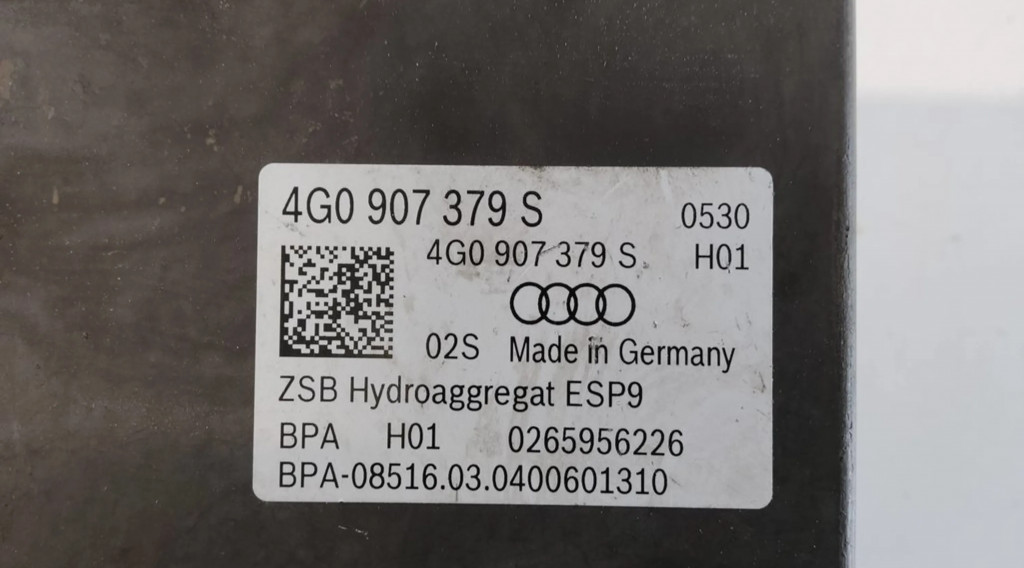 4G0 907 379 S 0530
4G0 907 379 S H01
02S Made in Germany
ZSB Hydroaggregat ESP9
BPA H01 0265956226
BPA-08516.03.0400601310